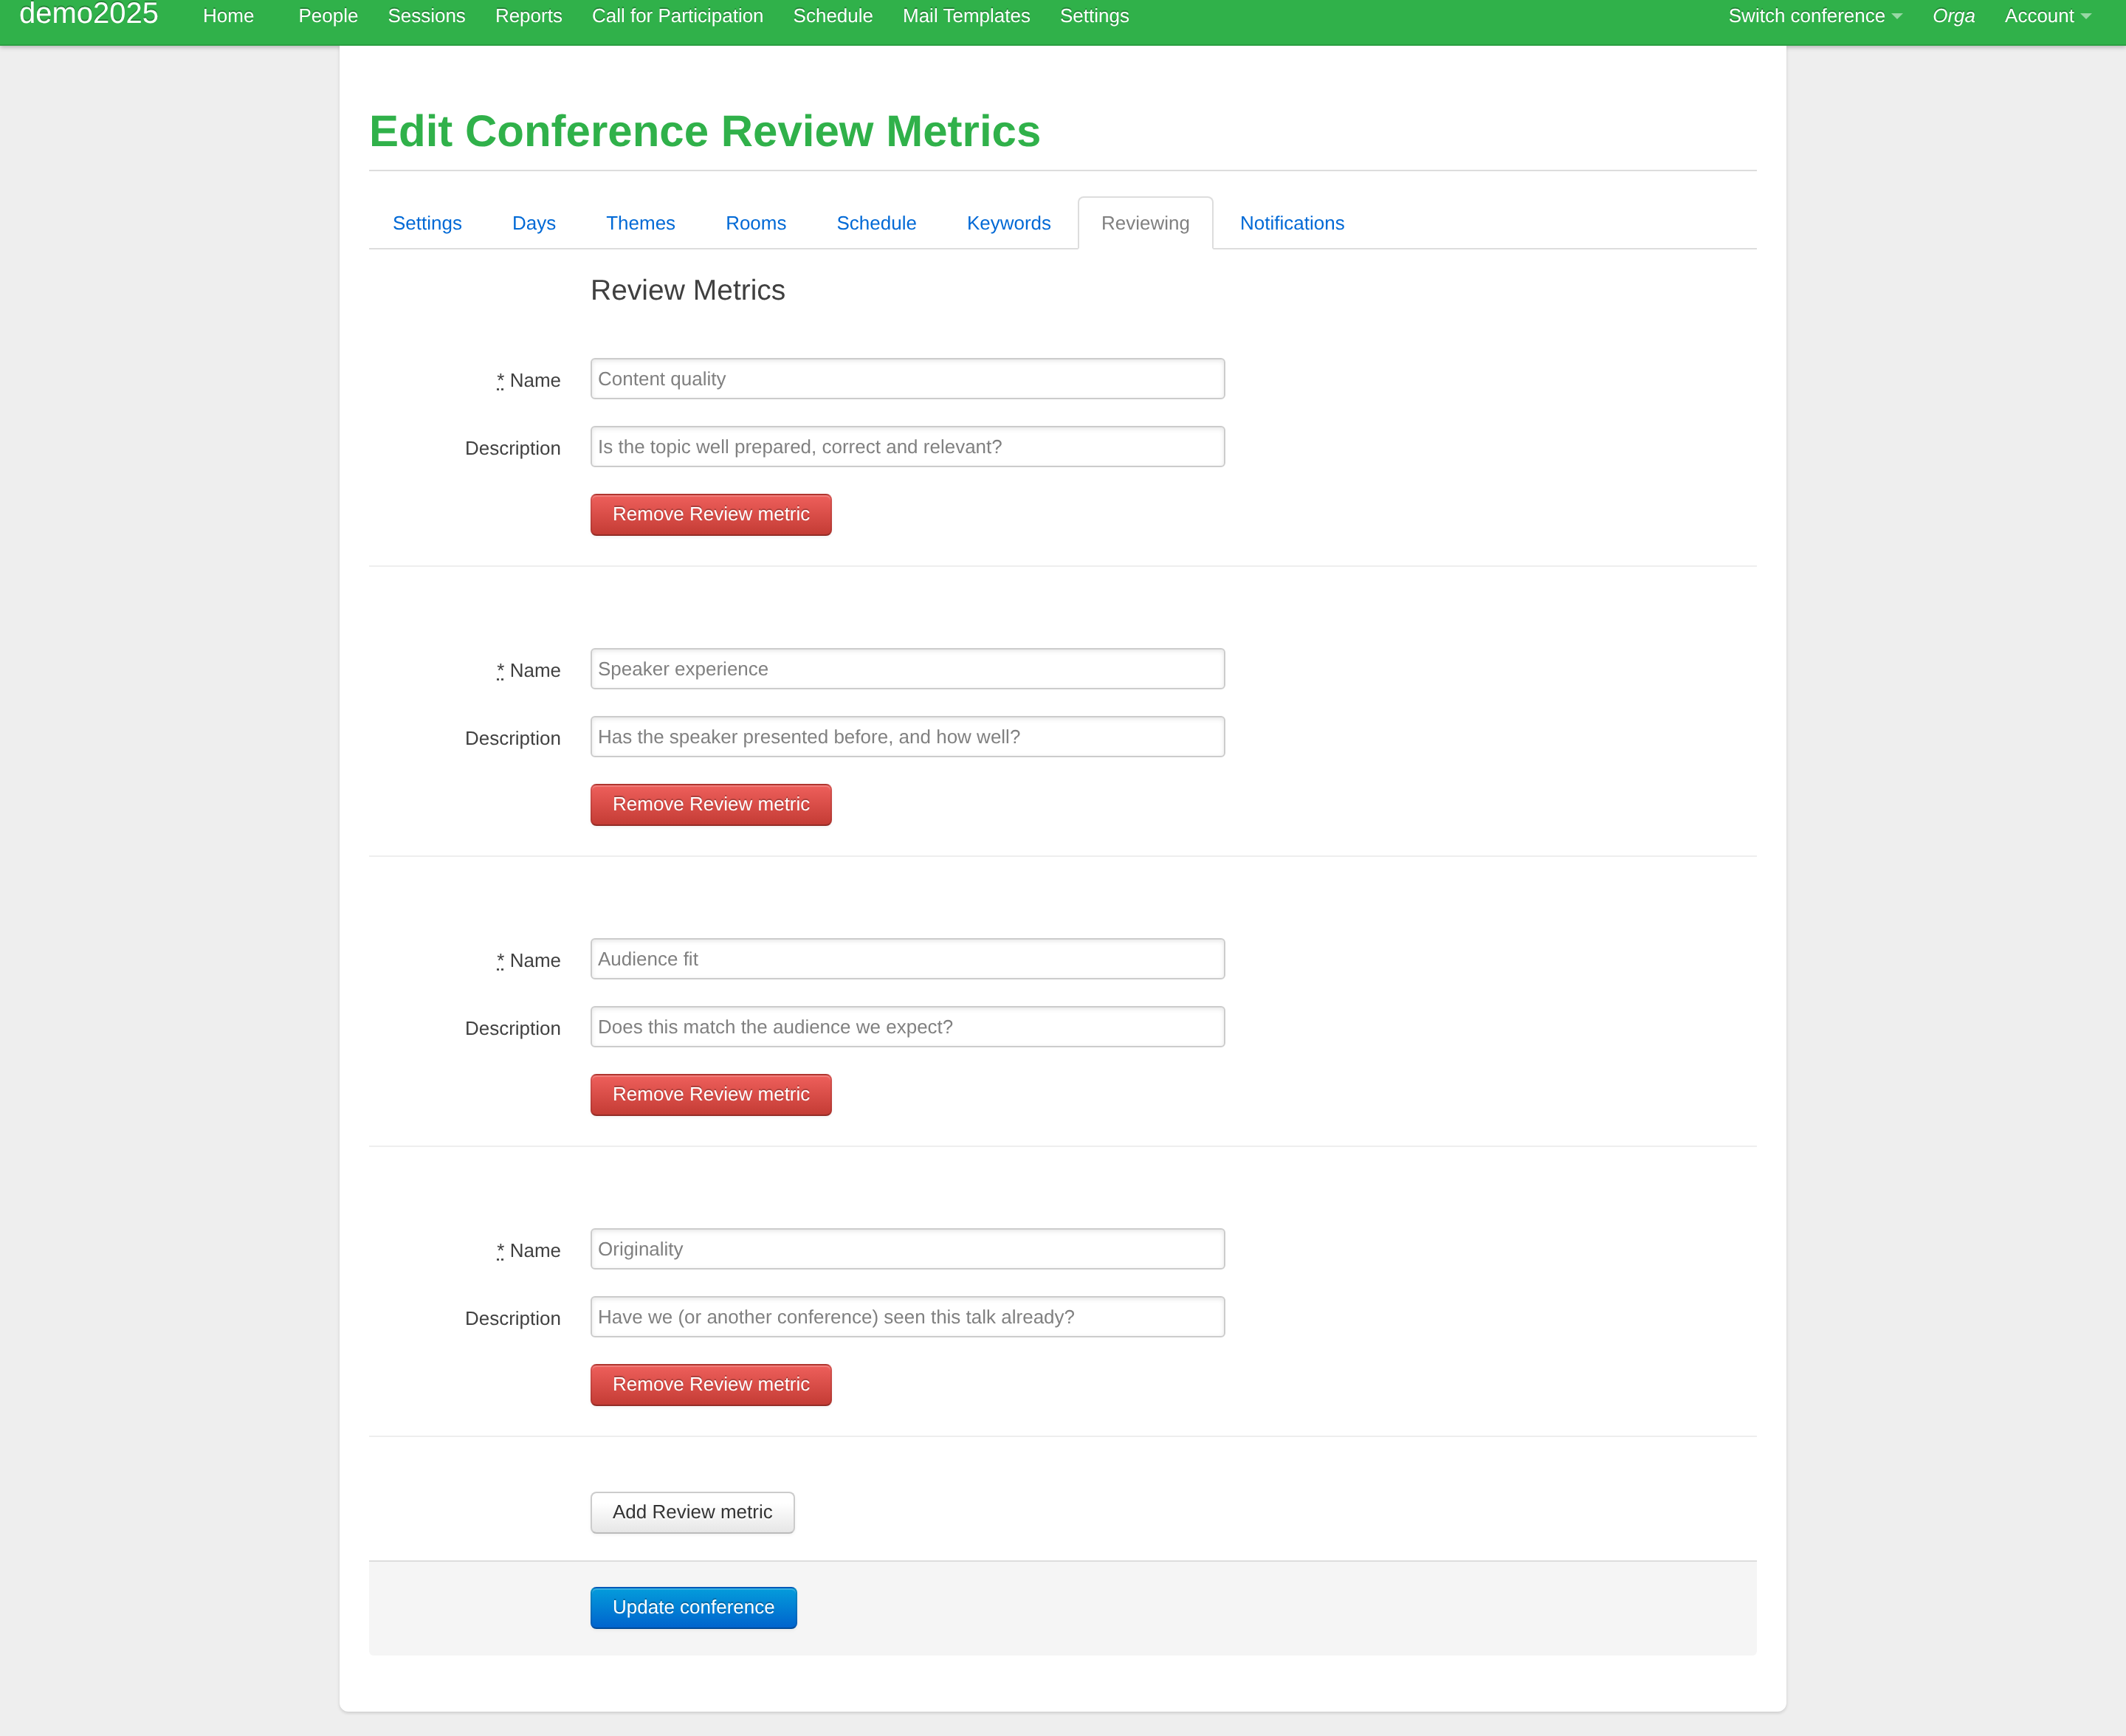 demo2025 Home People Sessions Reports Call for Participation Schedule Mail Templates Settings Switch conference Orga Account
Edit Conference Review Metrics
Settings Days Themes Rooms Schedule Keywords Reviewing Notifications
Review Metrics
* Name Content quality
Description Is the topic well prepared, correct and relevant?
Remove Review metric
* Name Speaker experience
Description Has the speaker presented before, and how well?
Remove Review metric
* Name Audience fit
Description Does this match the audience we expect?
Remove Review metric
* Name Originality
Description Have we (or another conference) seen this talk already?
Remove Review metric
Add Review metric
Update conference